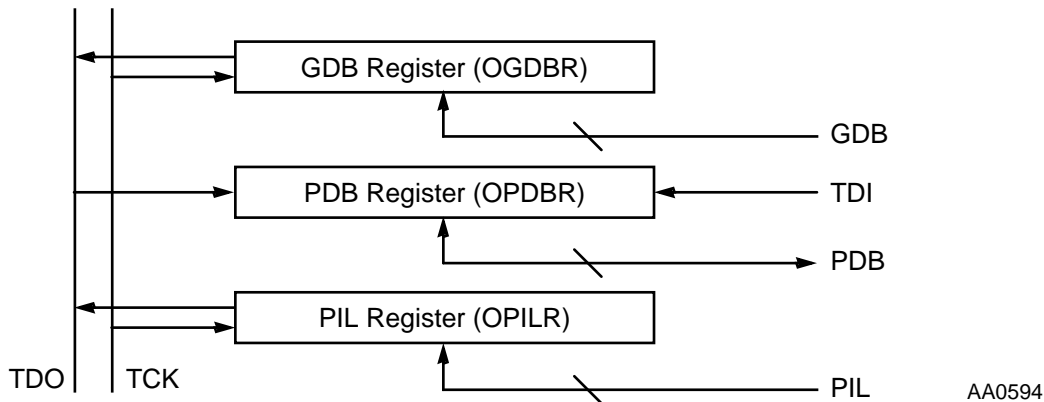 GDB Register (OGDBR)
GDB
PDB Register (OPDBR)
TDI
PDB
PIL Register (OPILR)
TDO
TCK
PIL
AA0594